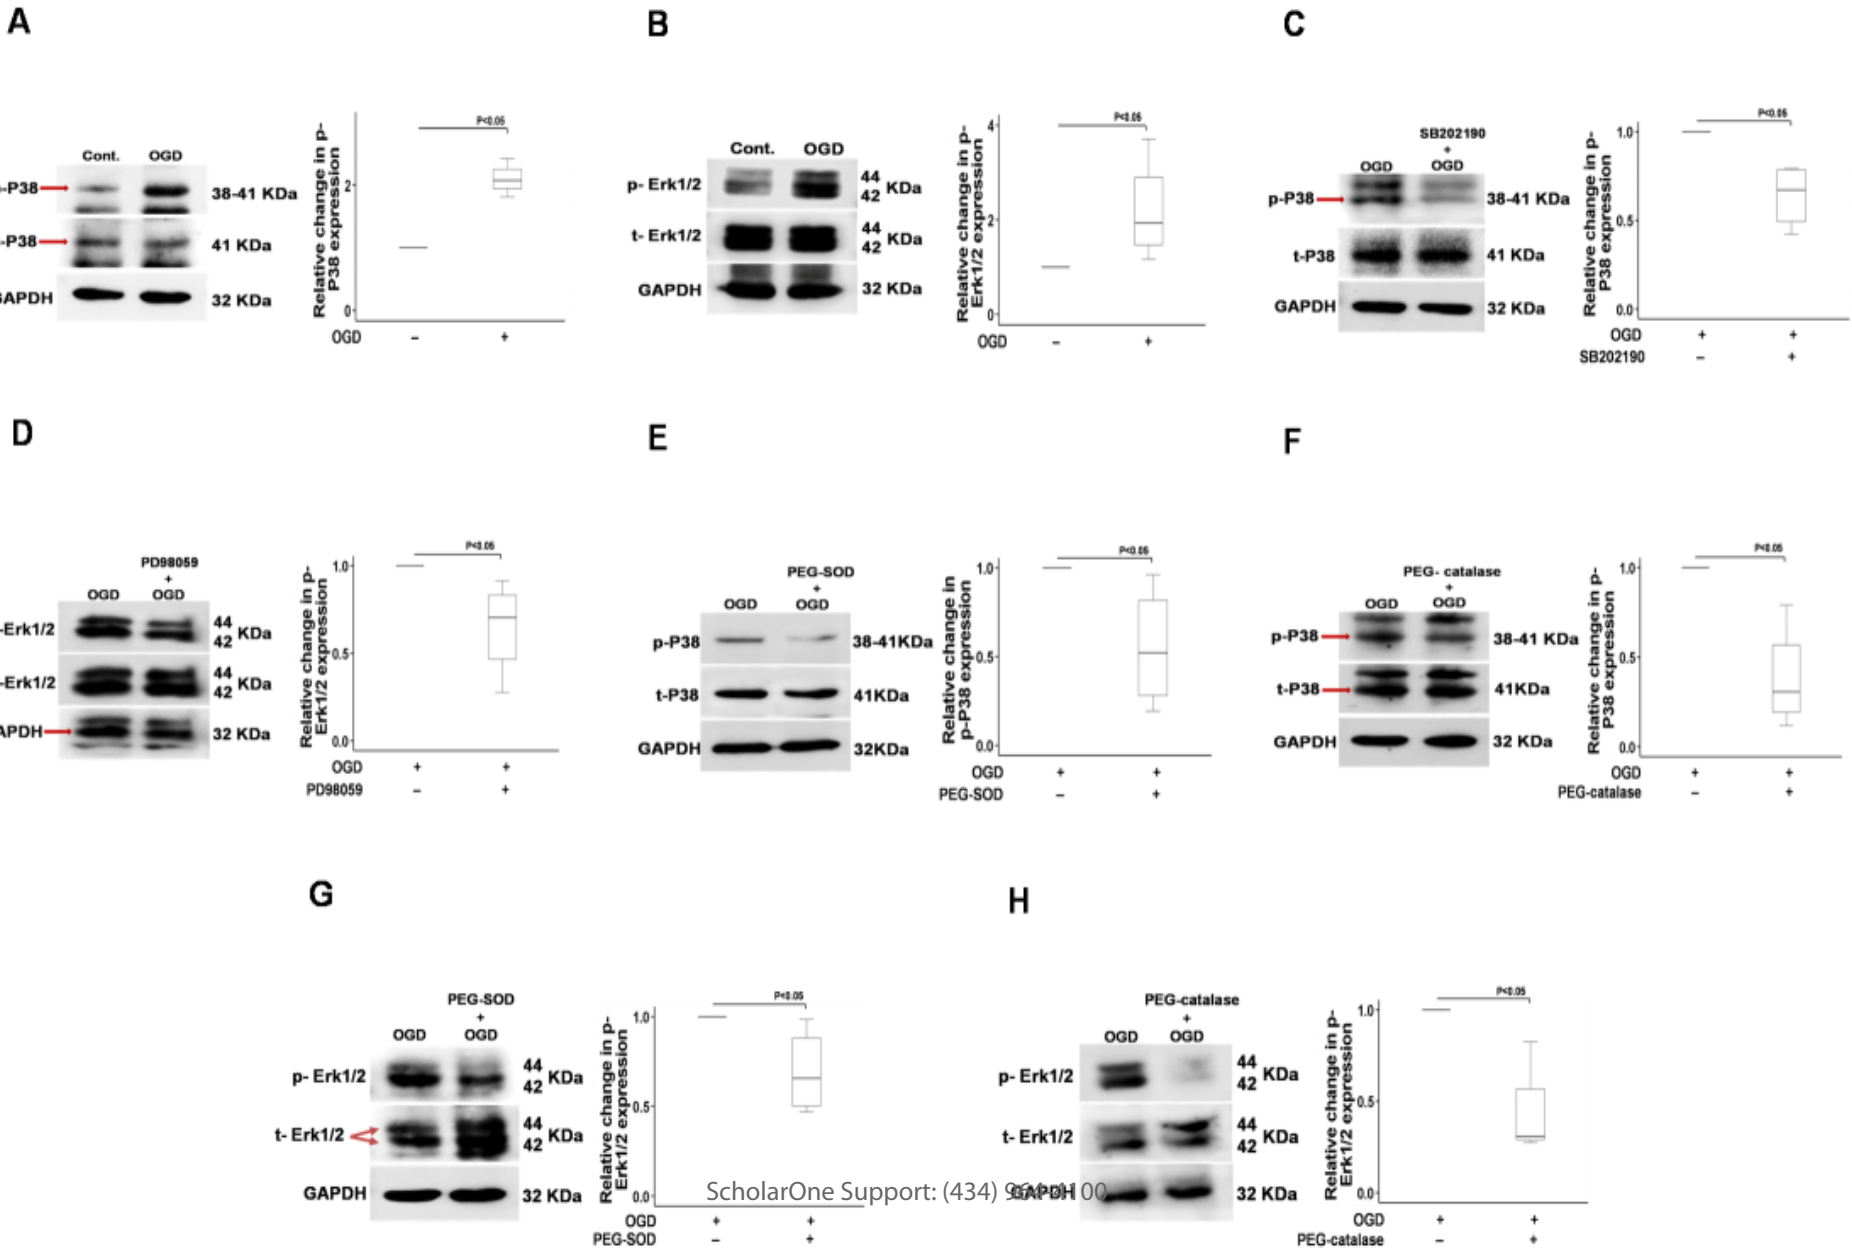 A
Cont. OGD
-P38 38-41 KDa
-P38 41 KDa
GAPDH 32 KDa
Relative change in p-
P38 expression
P<0.05
2
0
OGD – +
B
Cont. OGD
p- Erk1/2 44 42 KDa
t- Erk1/2 44 42 KDa
GAPDH 32 KDa
Relative change in p-
Erk1/2 expression
P<0.05
4
2
0
OGD – +
C
SB202190
+
OGD OGD
p-P38 38-41 KDa
t-P38 41 KDa
GAPDH 32 KDa
Relative change in p-
P38 expression
P<0.05
1.0
0.5
0.0
OGD + +
SB202190 – +
D
PD98059
+
OGD OGD
-Erk1/2 44 42 KDa
-Erk1/2 44 42 KDa
APDH 32 KDa
Relative change in p-
Erk1/2 expression
P<0.05
1.0
0.5
0.0
OGD + +
PD98059 – +
E
PEG-SOD
+
OGD OGD
p-P38 38-41KDa
t-P38 41KDa
GAPDH 32KDa
Relative change in
p-P38 expression
P<0.05
1.0
0.5
0.0
OGD + +
PEG-SOD – +
F
PEG- catalase
+
OGD OGD
p-P38 38-41 KDa
t-P38 41KDa
GAPDH 32 KDa
Relative change in p-
P38 expression
P<0.05
1.0
0.5
0.0
OGD + +
PEG-catalase – +
G
PEG-SOD
+
OGD OGD
p- Erk1/2 44 42 KDa
t- Erk1/2 44 42 KDa
GAPDH 32 KDa
Relative change in p-
Erk1/2 expression
P<0.05
1.0
0.5
0.0
OGD + +
PEG-SOD – +
H
PEG-catalase
+
OGD OGD
p- Erk1/2 44 42 KDa
t- Erk1/2 44 42 KDa
GAPDH 32 KDa
Relative change in p-
Erk1/2 expression
P<0.05
1.0
0.5
0.0
OGD + +
PEG-catalase – +
ScholarOne Support: (434) 964-4100